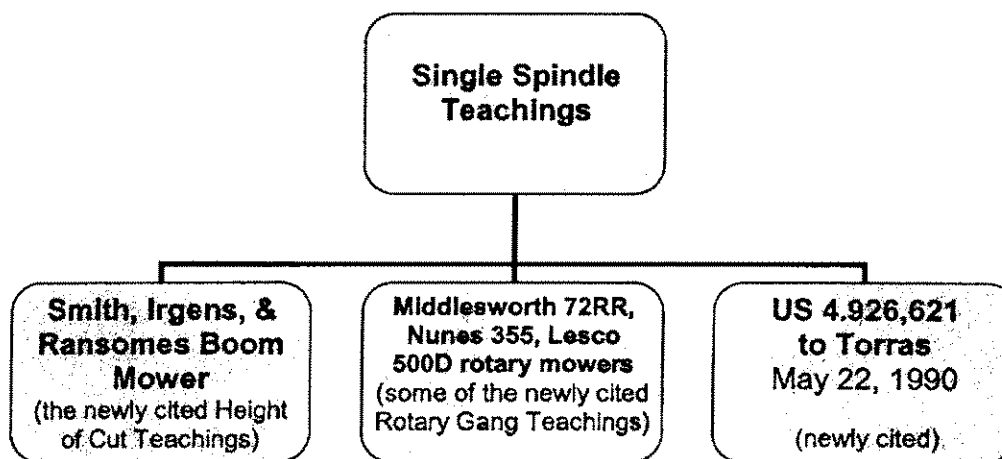 Single Spindle
Teachings
Smith, Irgens, &
Ransomes Boom
Mower
(the newly cited Height
of Cut Teachings)
Middlesworth 72RR,
Nunes 355, Lesco
500D rotary mowers
(some of the newly cited
Rotary Gang Teachings)
US 4.926,621
to Torras
May 22, 1990
(newly cited)